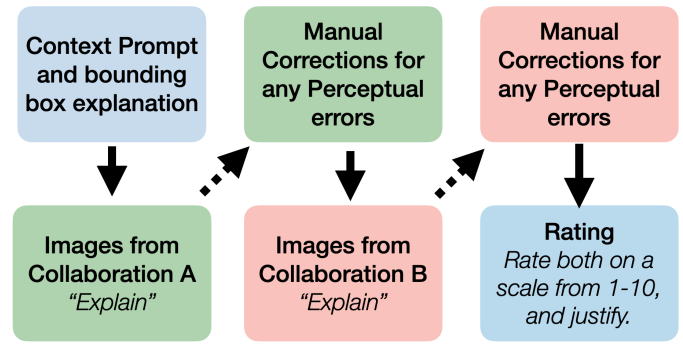 Context Prompt
and bounding
box explanation
Manual
Corrections for
any Perceptual
errors
Manual
Corrections for
any Perceptual
errors
Images from
Collaboration A
“Explain”
Images from
Collaboration B
“Explain”
Rating
Rate both on a
scale from 1-10,
and justify.